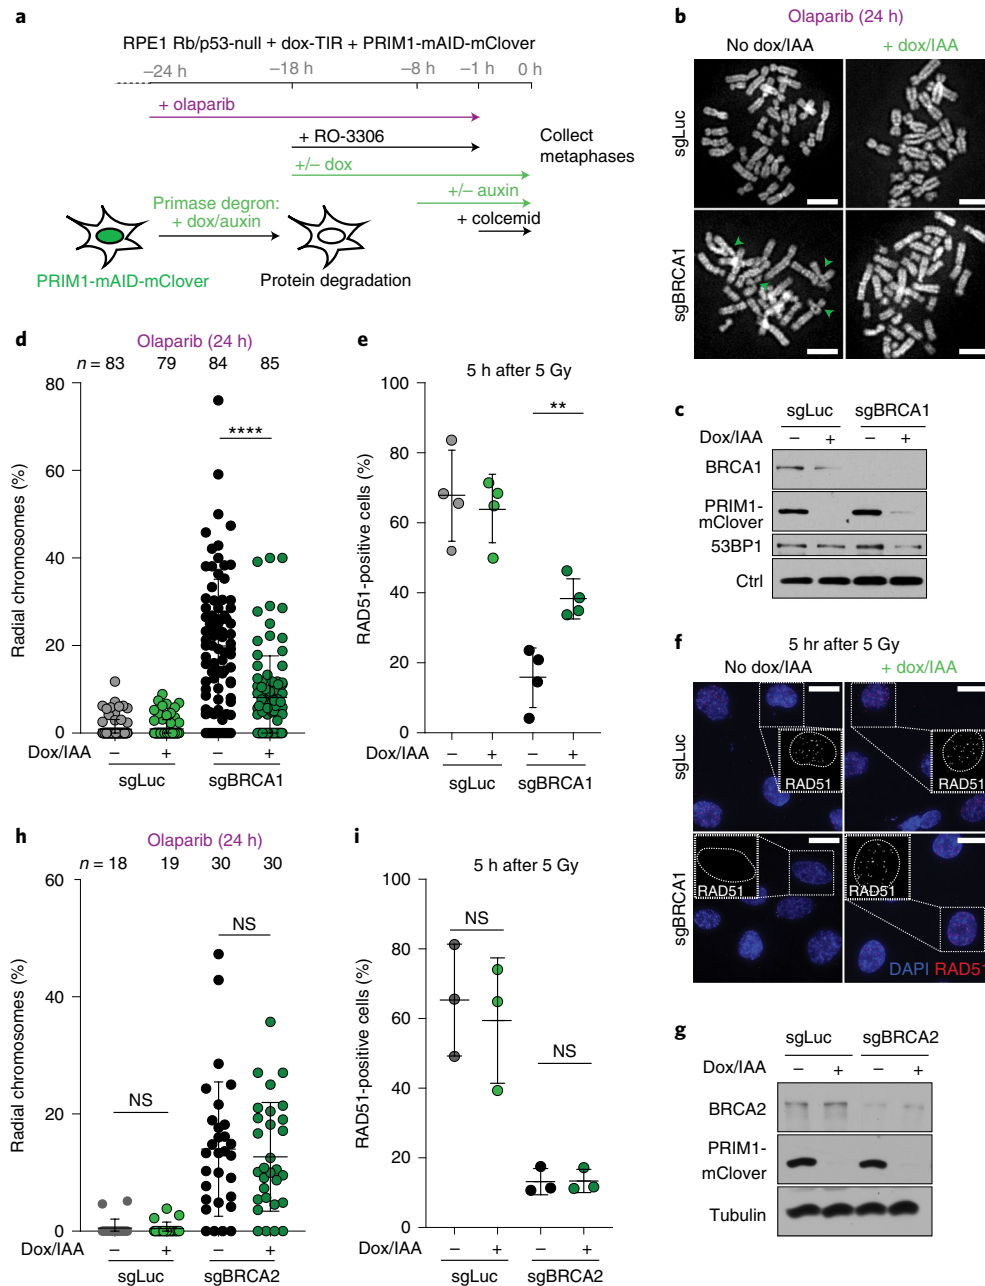 a
RPE1 Rb/p53-null + dox-TIR + PRIM1-mAID-mClover
–24 h –18 h –8 h –1 h 0 h
+ olaparib
+ RO-3306
+/– dox
+/– auxin
+ colcemid
Collect
metaphases
Primase degron:
+ dox/auxin
PRIM1-mAID-mClover
Protein degradation
b
Olaparib (24 h)
No dox/IAA + dox/IAA
sgLuc
sgBRCA1
c
sgLuc sgBRCA1
Dox/IAA – + – +
BRCA1
PRIM1-
mClover
53BP1
Ctrl
d
Olaparib (24 h)
n = 83 79 84 85
Radial chromosomes (%)
80
60
40
20
0
****
Dox/IAA – + – +
sgLuc sgBRCA1
e
5 h after 5 Gy
RAD51-positive cells (%)
100
80
60
40
20
0
**
Dox/IAA – + – +
sgLuc sgBRCA1
f
5 hr after 5 Gy
No dox/IAA + dox/IAA
sgLuc
RAD51
RAD51
sgBRCA1
RAD51
RAD51
DAPI RAD51
g
sgLuc sgBRCA2
Dox/IAA – + – +
BRCA2
PRIM1-
mClover
Tubulin
h
Olaparib (24 h)
n = 18 19 30 30
Radial chromosomes (%)
60
40
20
0
NS
NS
Dox/IAA – + – +
sgLuc sgBRCA2
i
5 h after 5 Gy
RAD51-positive cells (%)
100
80
60
40
20
0
NS
NS
Dox/IAA – + – +
sgLuc sgBRCA2